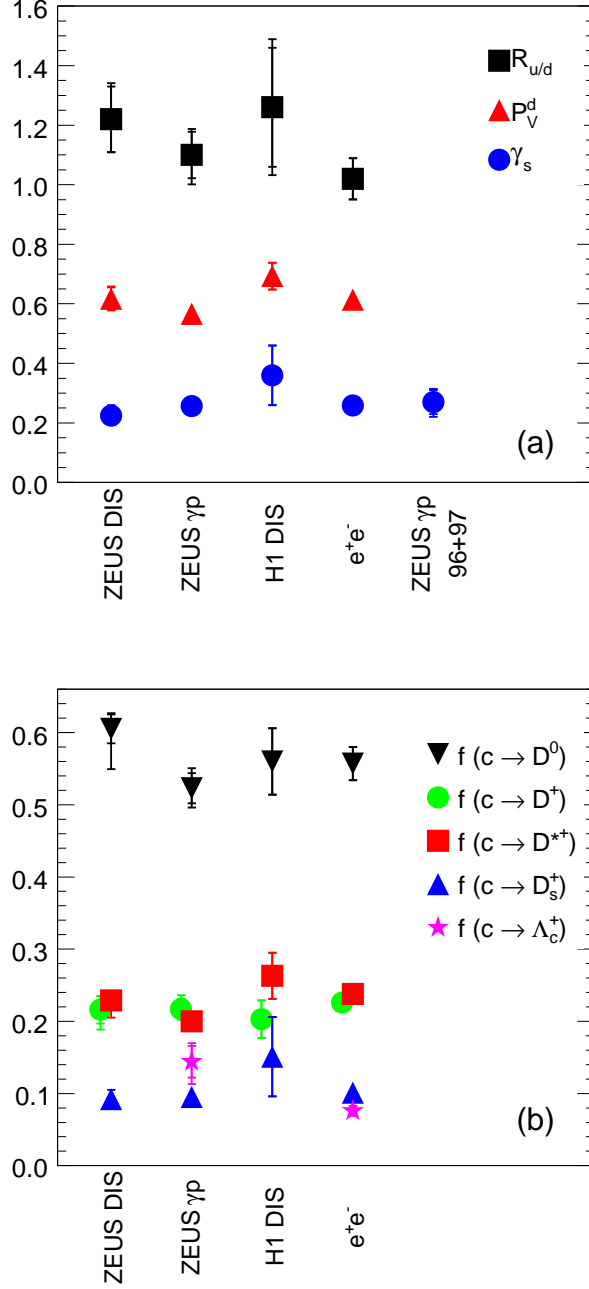 1.6
1.4
1.2
1.0
0.8
0.6
0.4
0.2
0.0
R_{u/d}
P_V^d
γ_s
(a)
ZEUS DIS
ZEUS γp
H1 DIS
e⁺e⁻
ZEUS γp
96+97
0.6
0.5
0.4
0.3
0.2
0.1
0.0
f (c → D⁰)
f (c → D⁺)
f (c → D*⁺)
f (c → D_s⁺)
f (c → Λ_c⁺)
(b)
ZEUS DIS
ZEUS γp
H1 DIS
e⁺e⁻